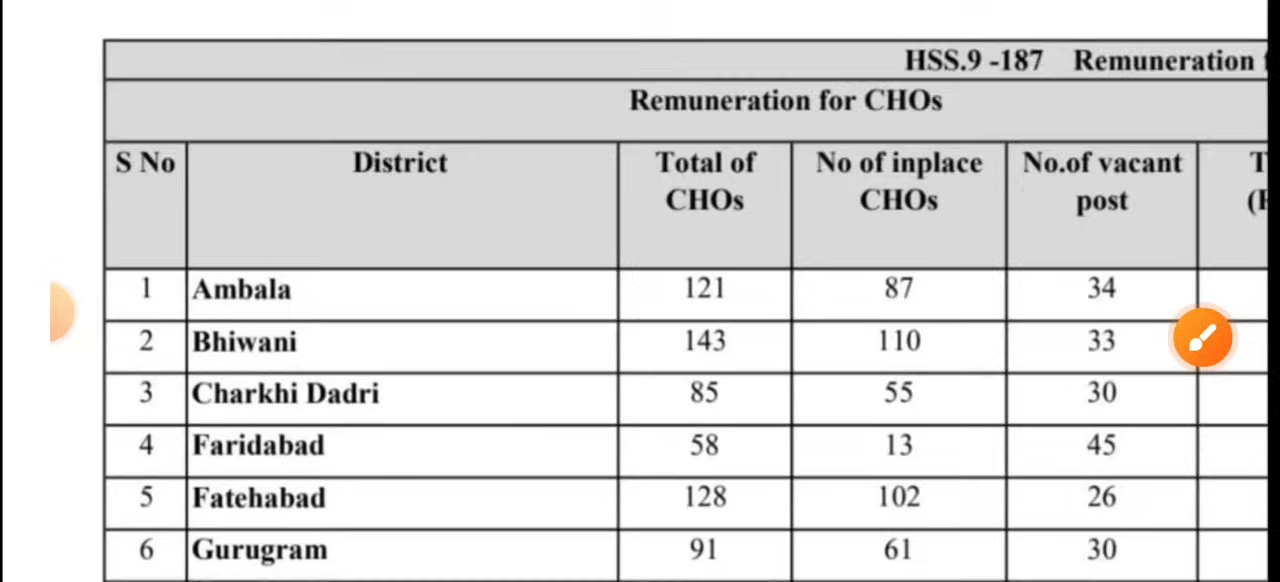 HSS.9 -187 Remuneration
Remuneration for CHOs
S No District Total of CHOs No of inplace CHOs No.of vacant post
1 Ambala 121 87 34
2 Bhiwani 143 110 33
3 Charkhi Dadri 85 55 30
4 Faridabad 58 13 45
5 Fatehabad 128 102 26
6 Gurugram 91 61 30